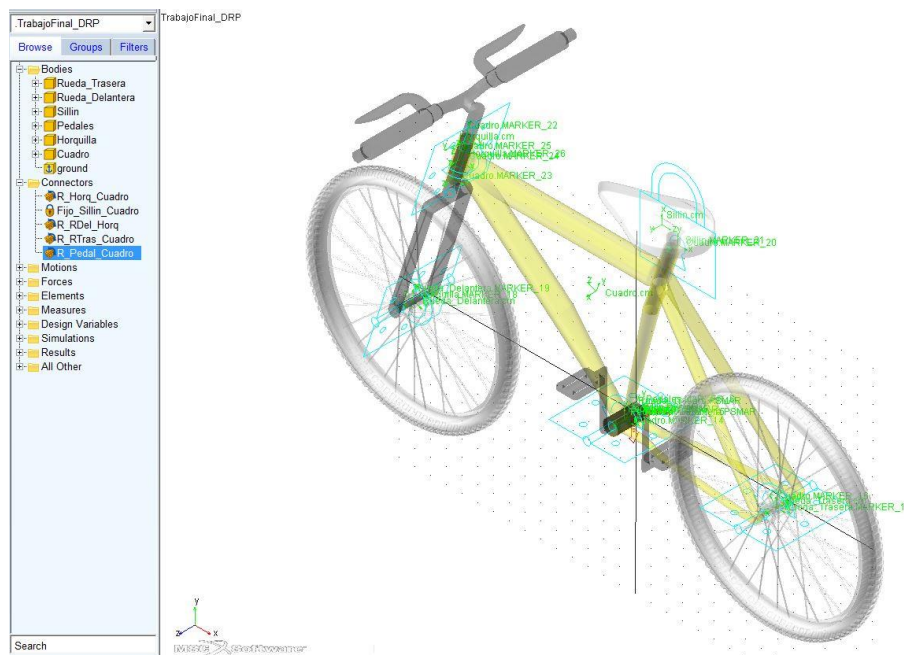 .TrabajoFinal_DRP
TrabajoFinal_DRP
Browse Groups Filters
Bodies
Rueda_Trasera
Rueda_Delantera
Sillin
Pedales
Horquilla
Cuadro
ground
Connectors
R_Horq_Cuadro
Fijo_Sillin_Cuadro
R_RDel_Horq
R_RTras_Cuadro
R_Pedal_Cuadro
Motions
Forces
Elements
Measures
Design Variables
Simulations
Results
All Other
Search
Cuadro.MARKER_22
Cuadro.MARKER_25
Cuadro.MARKER_23
Sillin.cm
Cuadro.cm
y
z
x
MSC Software